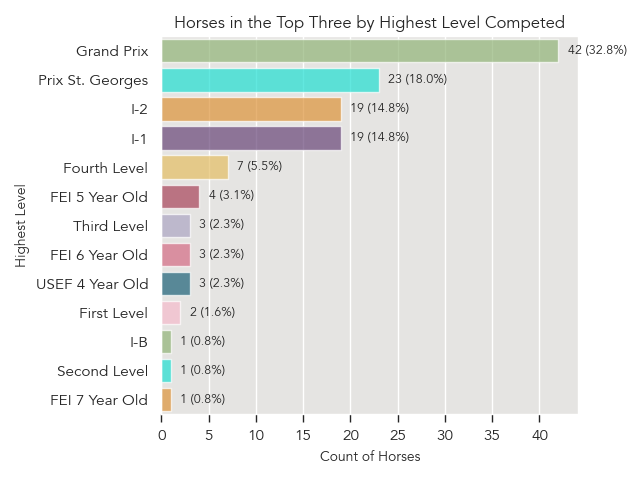 Horses in the Top Three by Highest Level Competed
Grand Prix 42 (32.8%)
Prix St. Georges 23 (18.0%)
I-2 19 (14.8%)
I-1 19 (14.8%)
Fourth Level 7 (5.5%)
FEI 5 Year Old 4 (3.1%)
Third Level 3 (2.3%)
FEI 6 Year Old 3 (2.3%)
USEF 4 Year Old 3 (2.3%)
First Level 2 (1.6%)
I-B 1 (0.8%)
Second Level 1 (0.8%)
FEI 7 Year Old 1 (0.8%)
Highest Level
0 5 10 15 20 25 30 35 40
Count of Horses